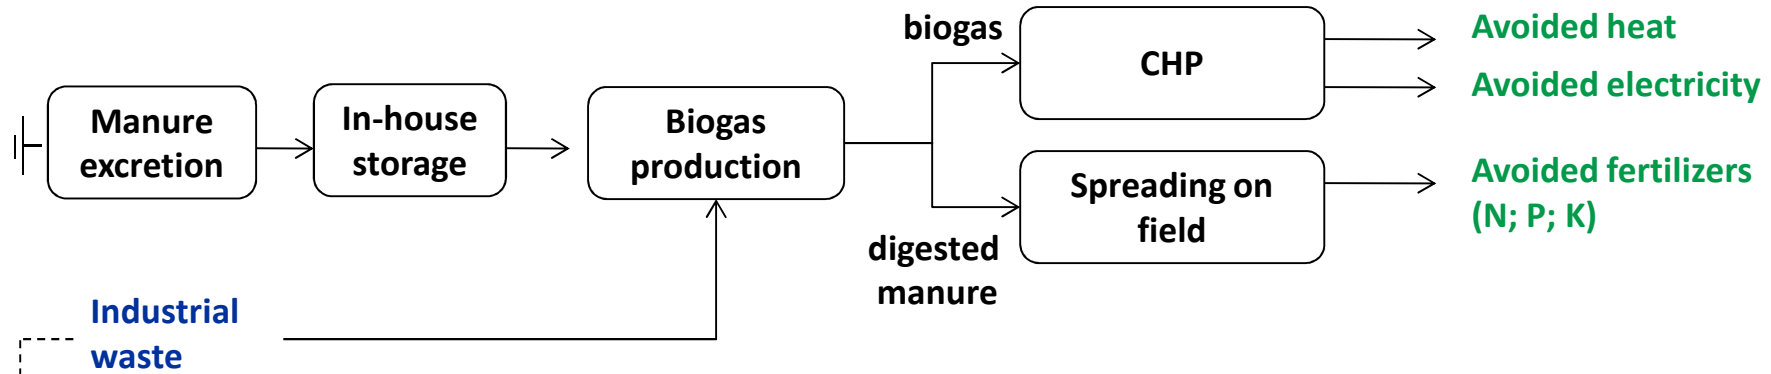 biogas
CHP
Avoided heat
Avoided electricity
Manure
excretion
In-house
storage
Biogas
production
Spreading on
field
Avoided fertilizers
(N; P; K)
digested
manure
Industrial
waste